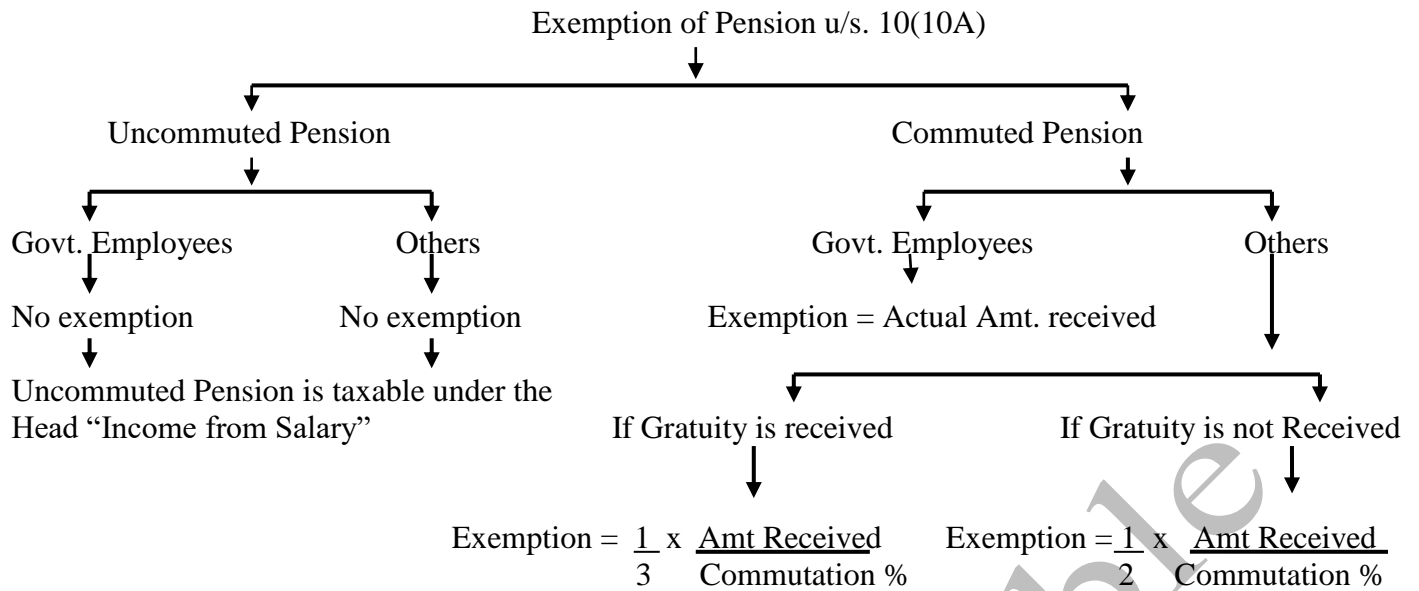 Exemption of Pension u/s. 10(10A)
Uncommuted Pension Commuted Pension
Govt. Employees Others Govt. Employees Others
No exemption No exemption Exemption = Actual Amt. received
Uncommuted Pension is taxable under the
Head “Income from Salary” If Gratuity is received If Gratuity is not Received
Exemption = 1 x Amt Received Exemption = 1 x Amt Received
3 Commutation % 2 Commutation %